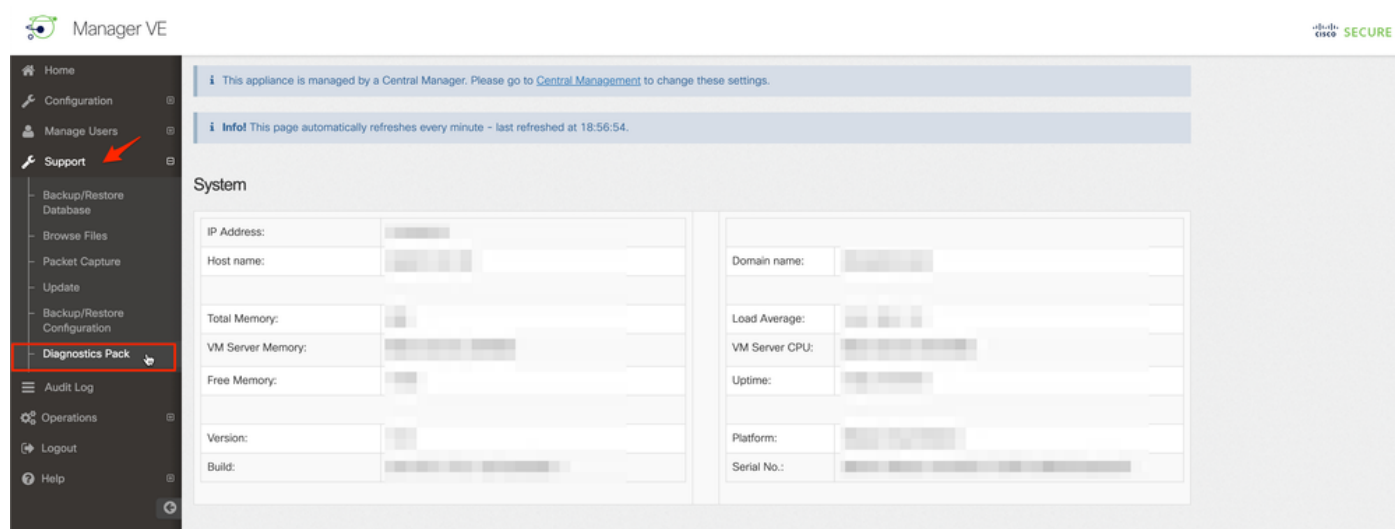 Manager VE
cisco SECURE
Home
Configuration
Manage Users
Support
Backup/Restore
Database
Browse Files
Packet Capture
Update
Backup/Restore
Configuration
Diagnostics Pack
Audit Log
Operations
Logout
Help
i This appliance is managed by a Central Manager. Please go to Central Management to change these settings.
i Info! This page automatically refreshes every minute - last refreshed at 18:56:54.
System
IP Address:
Host name:
Domain name:
Total Memory:
Load Average:
VM Server Memory:
VM Server CPU:
Free Memory:
Uptime:
Version:
Platform:
Build:
Serial No.: